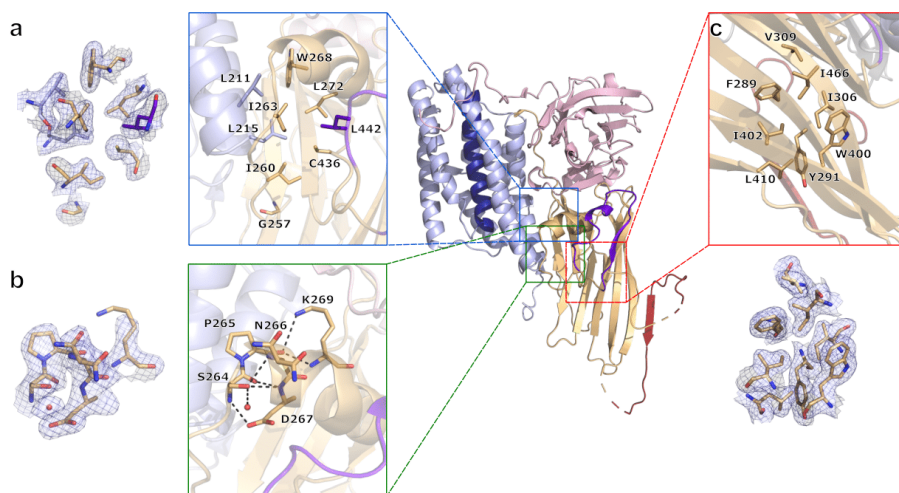 a
W268
L211
L272
I263
L215
L442
I260
C436
G257
c
V309
I466
F289
I306
I402
W400
L410
Y291
b
K269
P265
N266
S264
D267